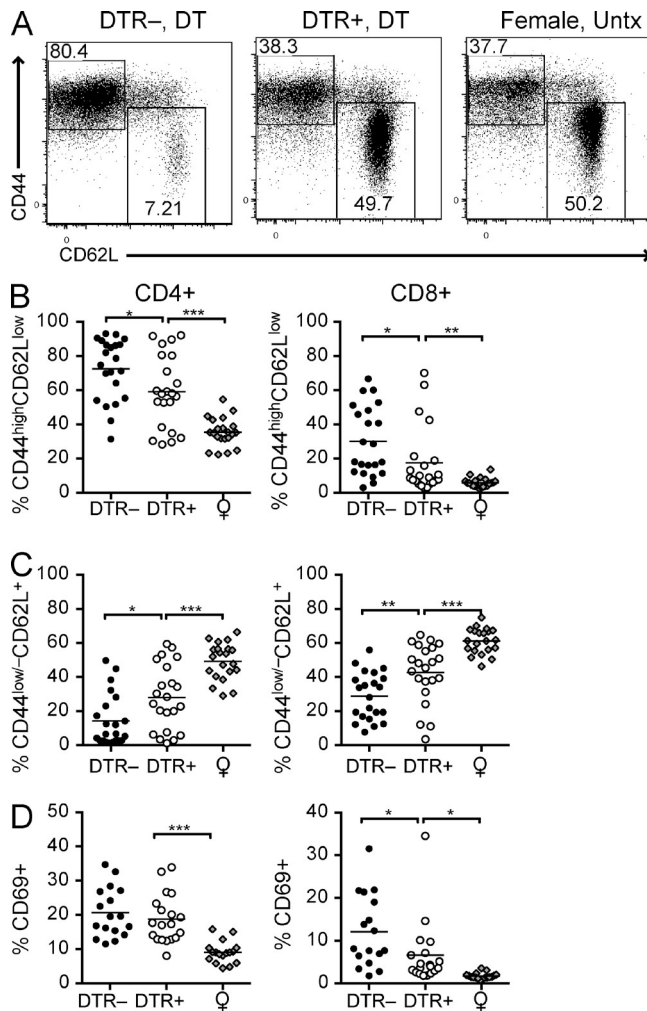 A DTR–, DT DTR+, DT Female, Untx
80.4 38.3 37.7
CD44
0 0 0
7.21 49.7 50.2
0 0 0
CD62L
B CD4+ CD8+
% CD44highCD62Llow
100 80 60 40 20 0
* ***
DTR– DTR+ ♀
% CD44highCD62Llow
100 80 60 40 20 0
* **
DTR– DTR+ ♀
C
% CD44low/–CD62L+
100 80 60 40 20 0
* ***
DTR– DTR+ ♀
% CD44low/–CD62L+
100 80 60 40 20 0
** ***
DTR– DTR+ ♀
D
% CD69+
50 40 30 20 10 0
***
DTR– DTR+ ♀
% CD69+
40 30 20 10 0
* *
DTR– DTR+ ♀